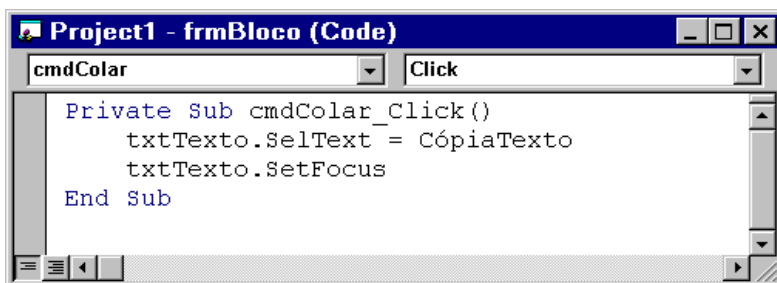 Project1 - frmBloco (Code)
cmdColar Click
Private Sub cmdColar_Click()
txtTexto.SelText = CópiaTexto
txtTexto.SetFocus
End Sub